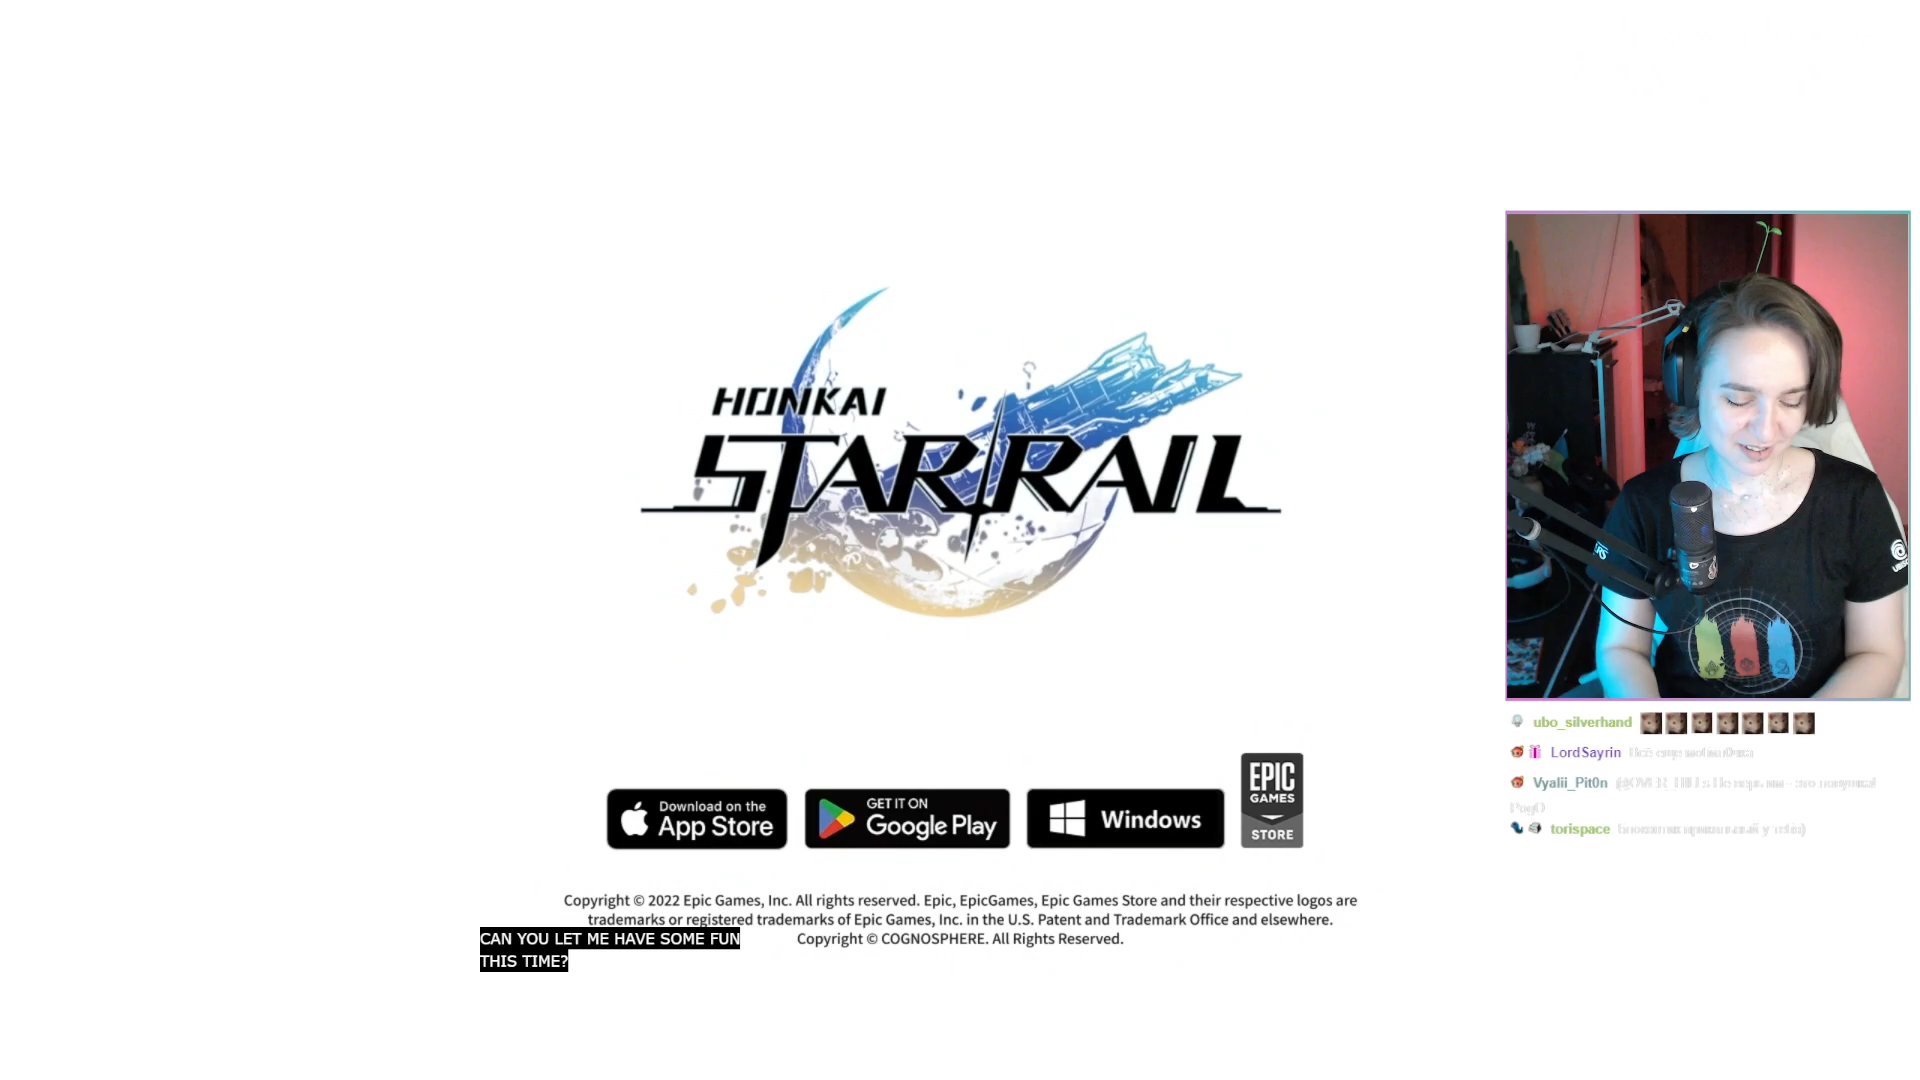 HONKAI
STAR RAIL
Download on the
App Store
GET IT ON
Google Play
Windows
EPIC
GAMES
STORE
Copyright © 2022 Epic Games, Inc. All rights reserved. Epic, EpicGames, Epic Games Store and their respective logos are
trademarks or registered trademarks of Epic Games, Inc. in the U.S. Patent and Trademark Office and elsewhere.
Copyright © COGNOSPHERE. All Rights Reserved.
CAN YOU LET ME HAVE SOME FUN
THIS TIME?
ubo_silverhand
LordSayrin
Vyalii_Pit0n
torispace